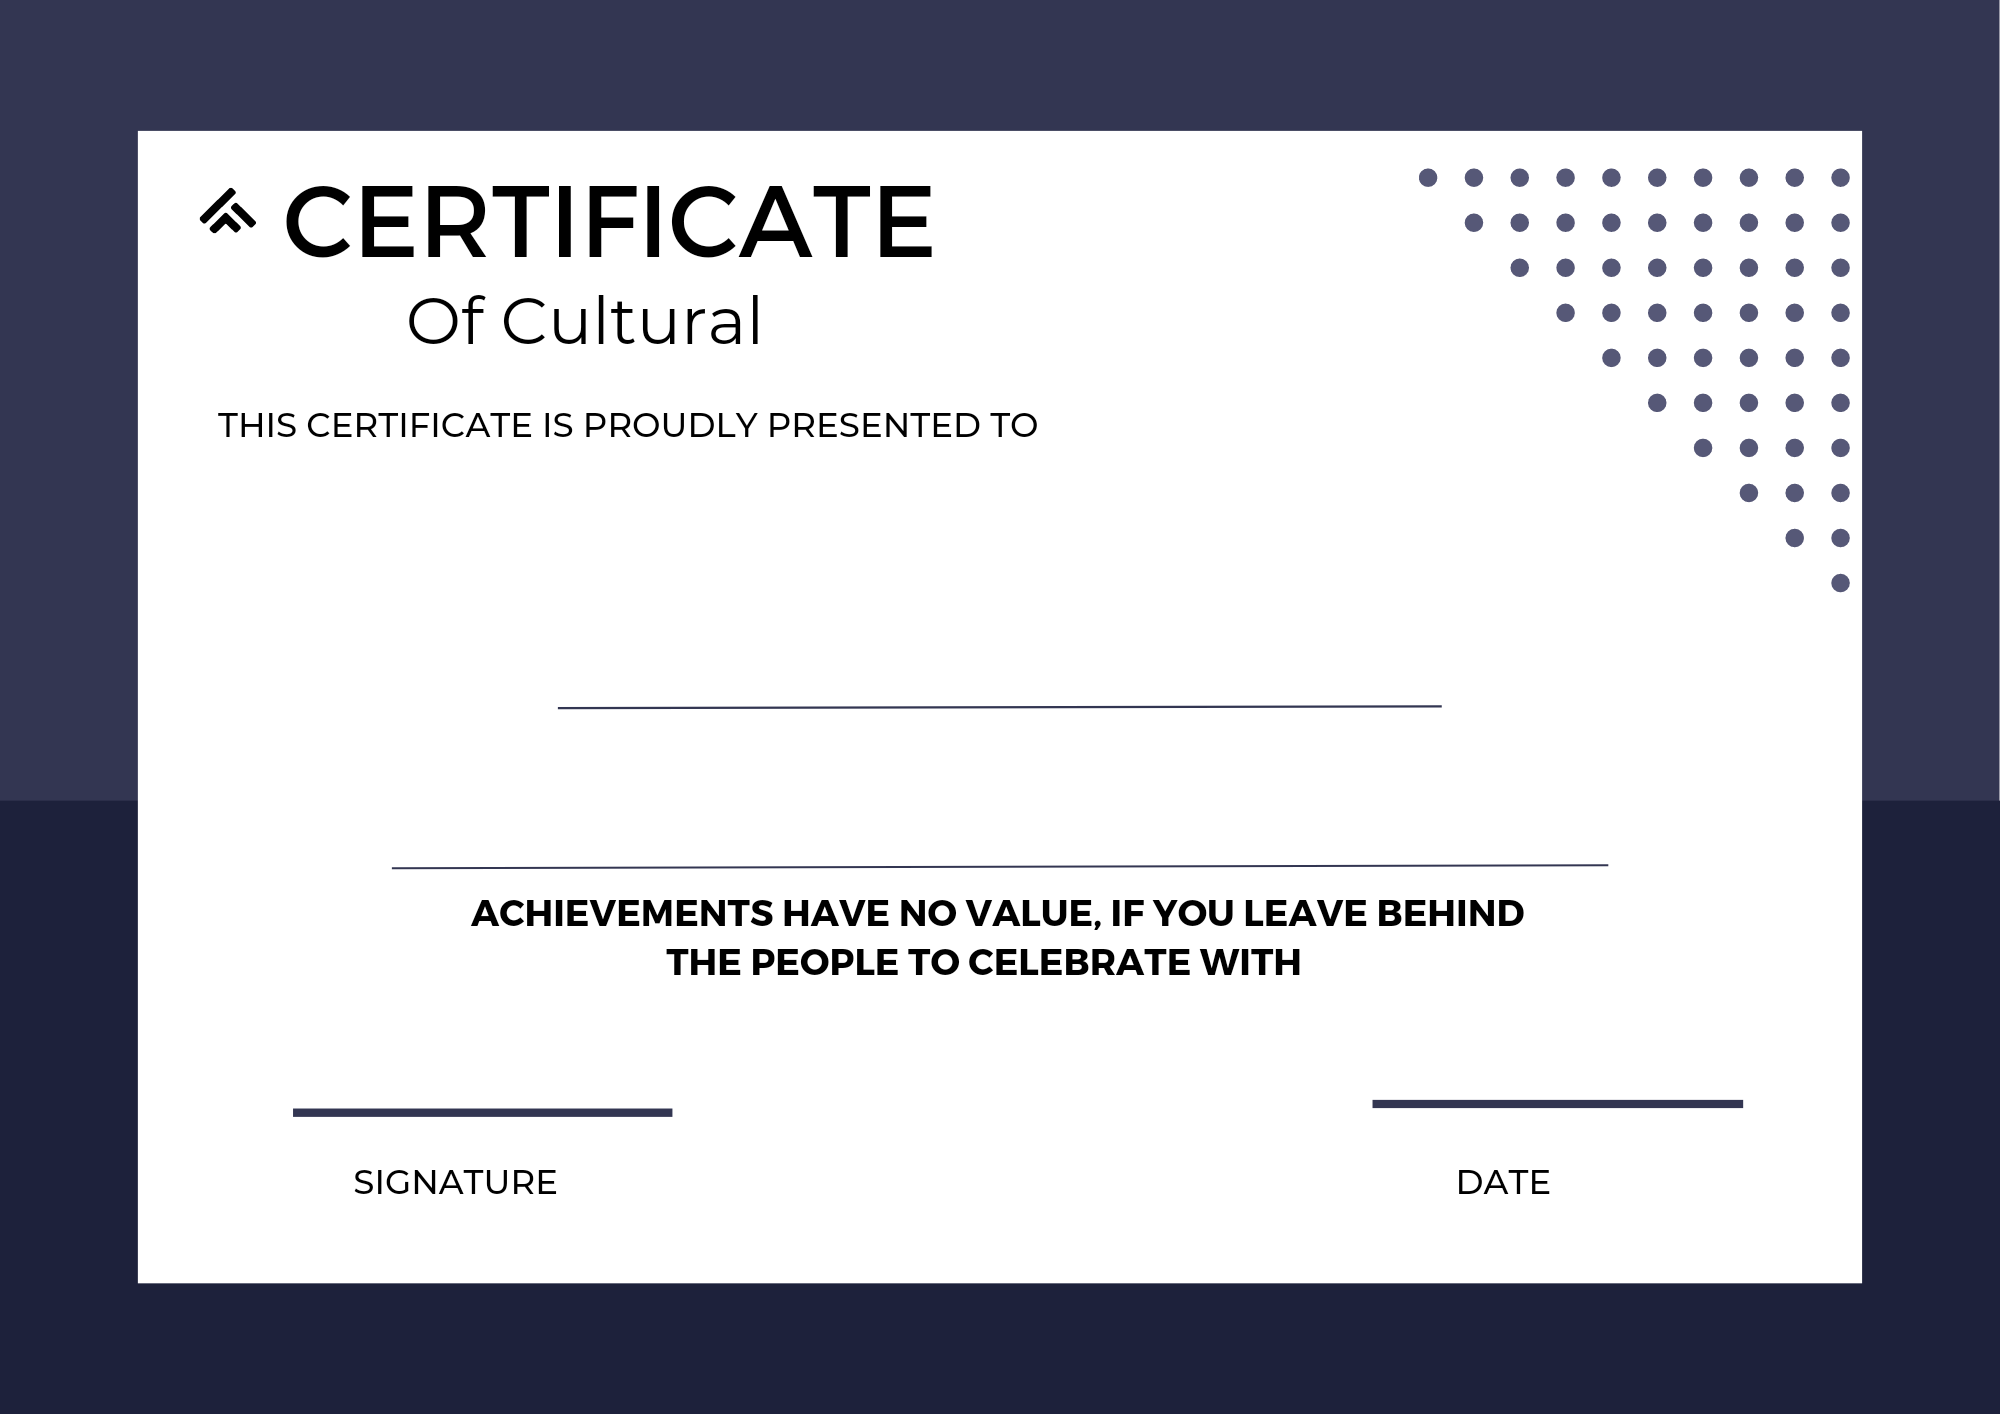 CERTIFICATE
Of Cultural
THIS CERTIFICATE IS PROUDLY PRESENTED TO
ACHIEVEMENTS HAVE NO VALUE, IF YOU LEAVE BEHIND
THE PEOPLE TO CELEBRATE WITH
SIGNATURE
DATE